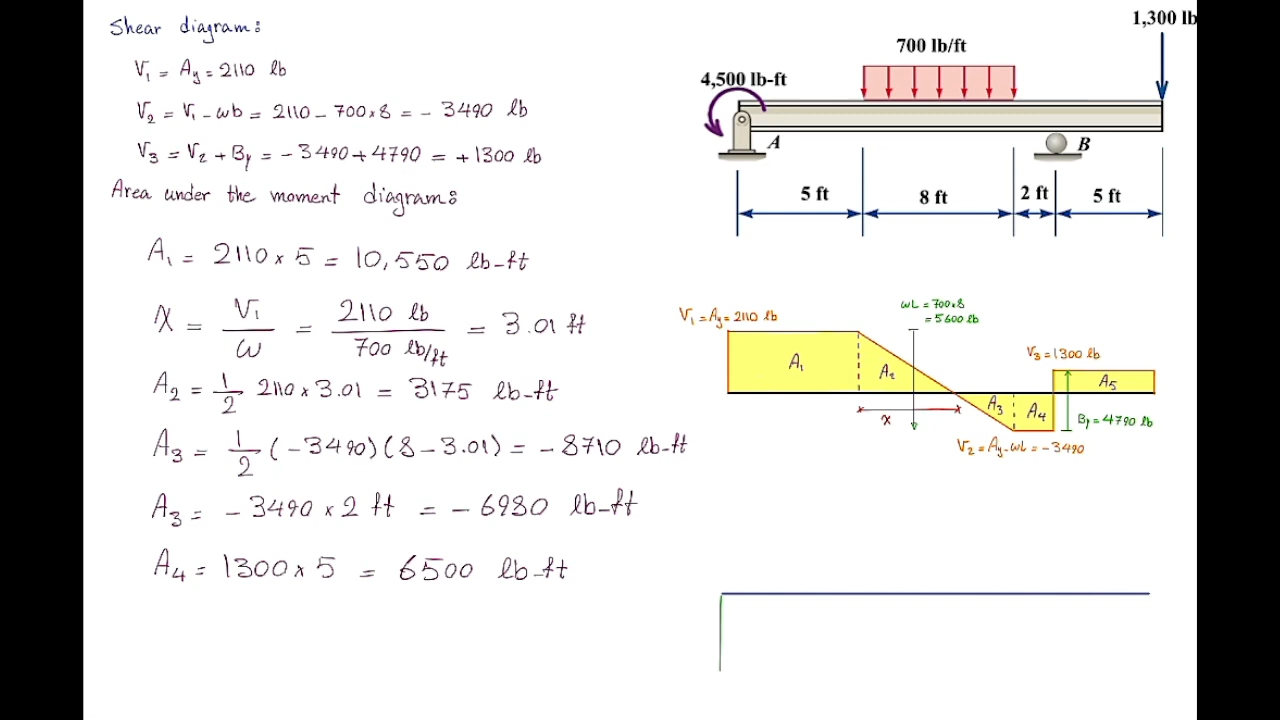 Shear diagram:
V₁ = Ay = 2110 lb
V₂ = V₁ - wb = 2110 - 700×8 = - 3490 lb
V₃ = V₂ + By = - 3490 + 4790 = + 1300 lb
Area under the moment diagram:
A₁ = 2110 × 5 = 10,550 lb-ft
X = V₁ / w = 2110 lb / 700 lb/ft = 3.01 ft
A₂ = 1/2 2110 × 3.01 = 3175 lb-ft
A₃ = 1/2 (-3490)(8 - 3.01) = - 8710 lb-ft
A₃ = - 3490 × 2 ft = - 6980 lb-ft
A₄ = 1300 × 5 = 6500 lb-ft
1,300 lb
700 lb/ft
4,500 lb-ft
A
B
5 ft
8 ft
2 ft
5 ft
wL = 700×8
= 5600 lb
V₁ = Ay = 2110 lb
V₃ = 1300 lb
A₁
A₂
A₃
A₄
A₅
x
By = 4790 lb
V₂ = Ay - wL = - 3490